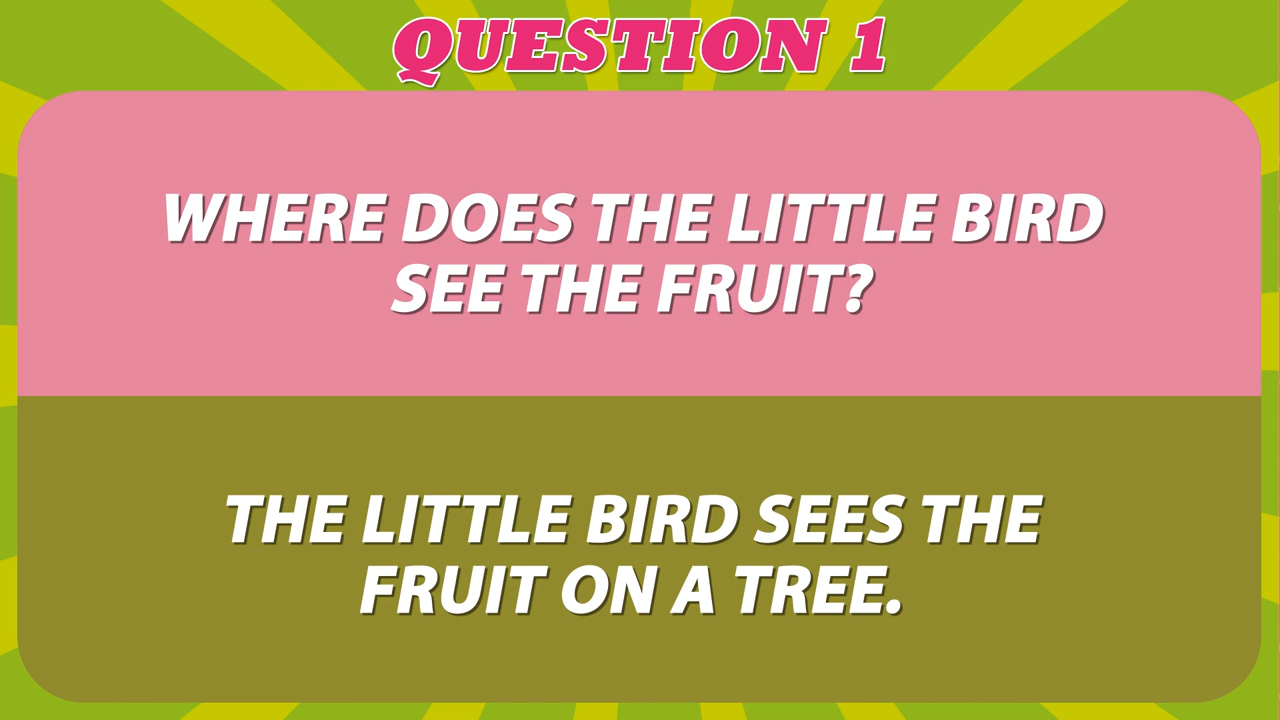 QUESTION 1
WHERE DOES THE LITTLE BIRD
SEE THE FRUIT?
THE LITTLE BIRD SEES THE
FRUIT ON A TREE.